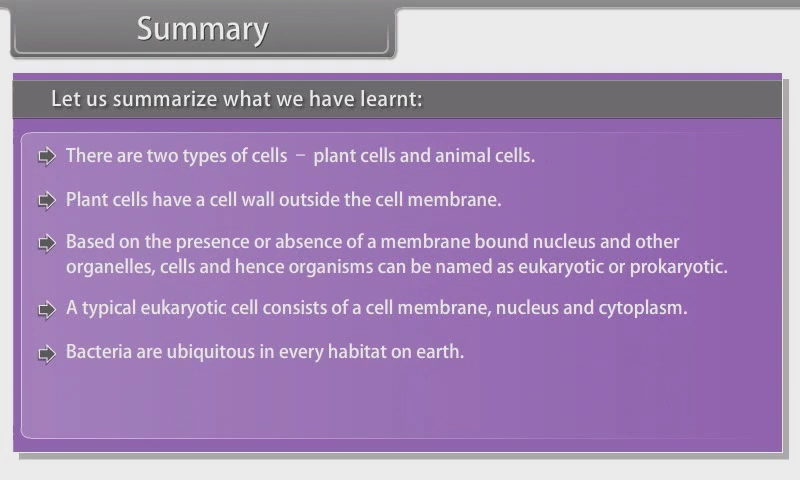 Summary
Let us summarize what we have learnt:
There are two types of cells – plant cells and animal cells.
Plant cells have a cell wall outside the cell membrane.
Based on the presence or absence of a membrane bound nucleus and other
organelles, cells and hence organisms can be named as eukaryotic or prokaryotic.
A typical eukaryotic cell consists of a cell membrane, nucleus and cytoplasm.
Bacteria are ubiquitous in every habitat on earth.